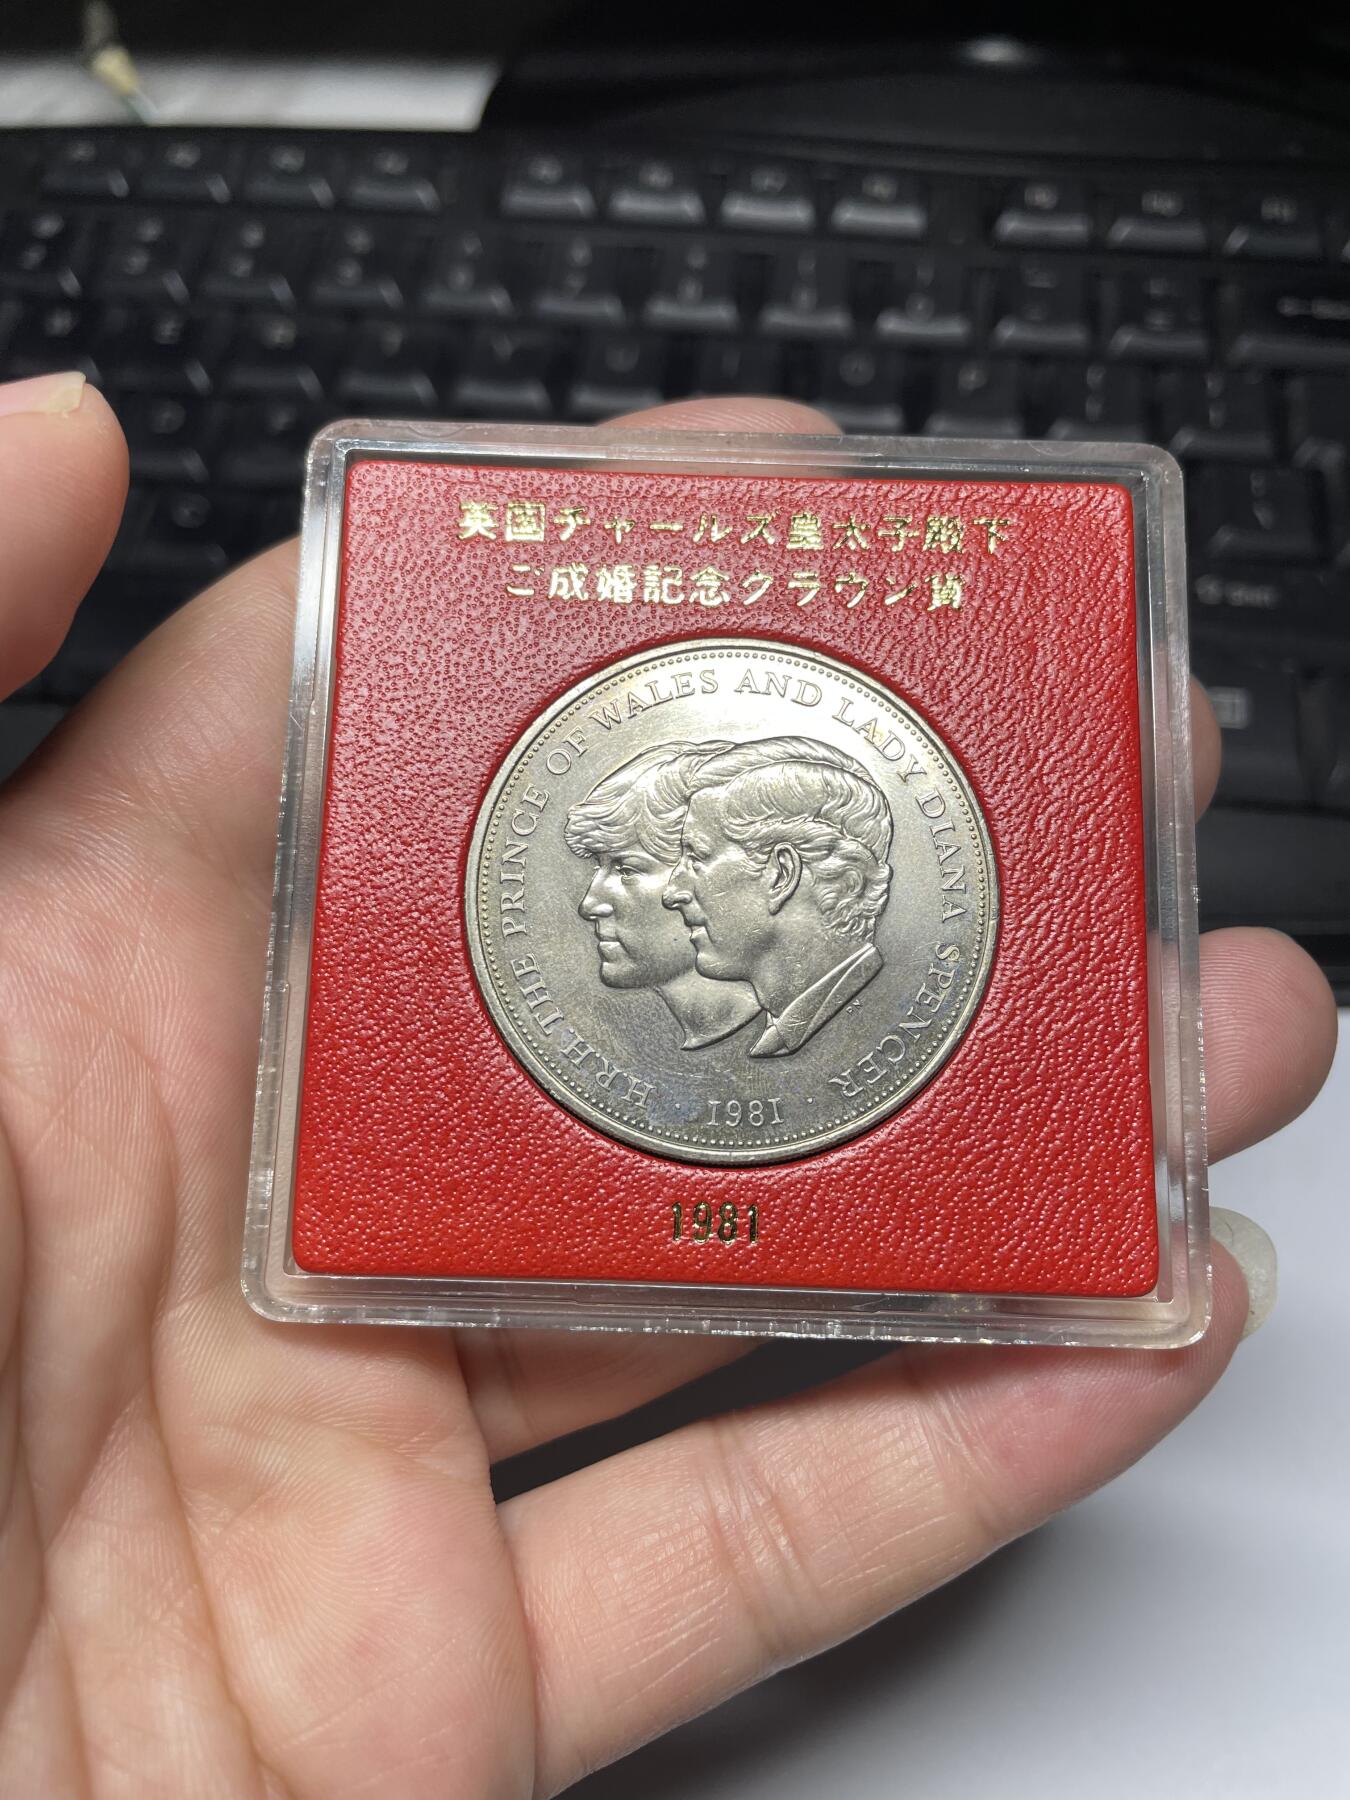 英国チャールズ皇太子殿下
ご成婚記念クラウン貨
H.R.H. THE PRINCE OF WALES AND LADY DIANA SPENCER
· 1981 ·
1981